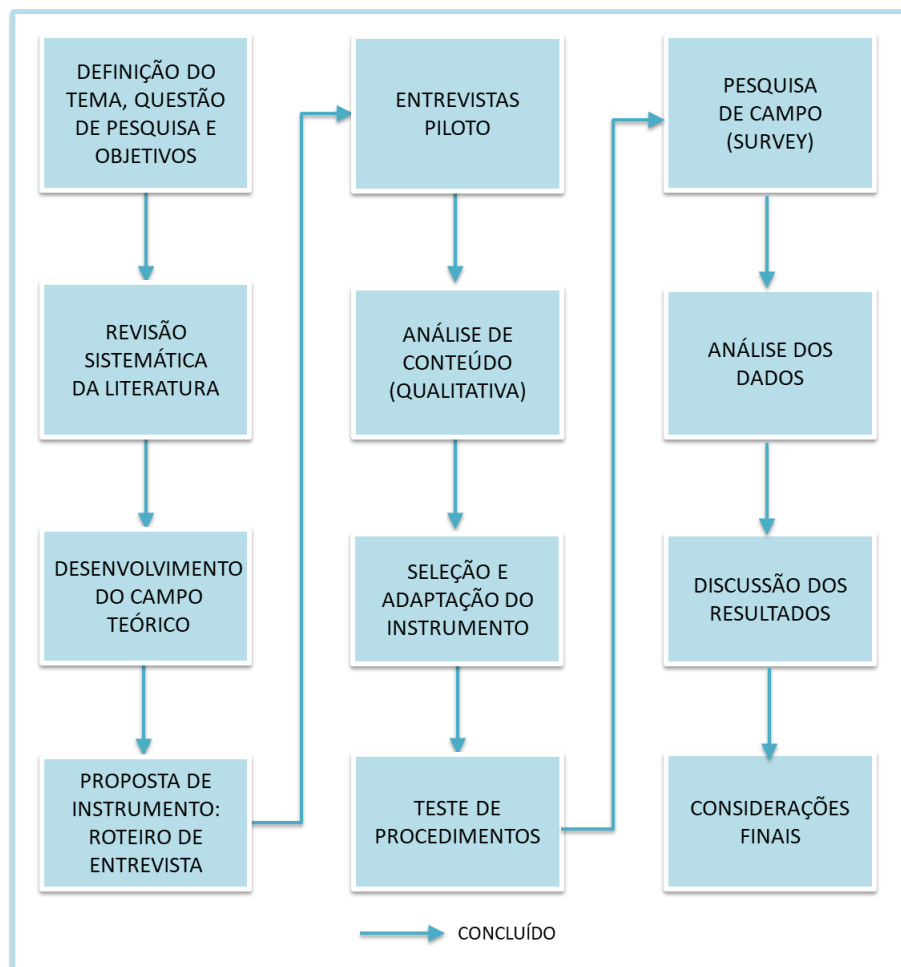 DEFINIÇÃO DO
TEMA, QUESTÃO
DE PESQUISA E
OBJETIVOS
REVISÃO
SISTEMÁTICA
DA LITERATURA
DESENVOLVIMENTO
DO CAMPO
TEÓRICO
PROPOSTA DE
INSTRUMENTO:
ROTEIRO DE
ENTREVISTA
ENTREVISTAS
PILOTO
ANÁLISE DE
CONTEÚDO
(QUALITATIVA)
SELEÇÃO E
ADAPTAÇÃO DO
INSTRUMENTO
TESTE DE
PROCEDIMENTOS
PESQUISA
DE CAMPO
(SURVEY)
ANÁLISE DOS
DADOS
DISCUSSÃO DOS
RESULTADOS
CONSIDERAÇÕES
FINAIS
CONCLUÍDO